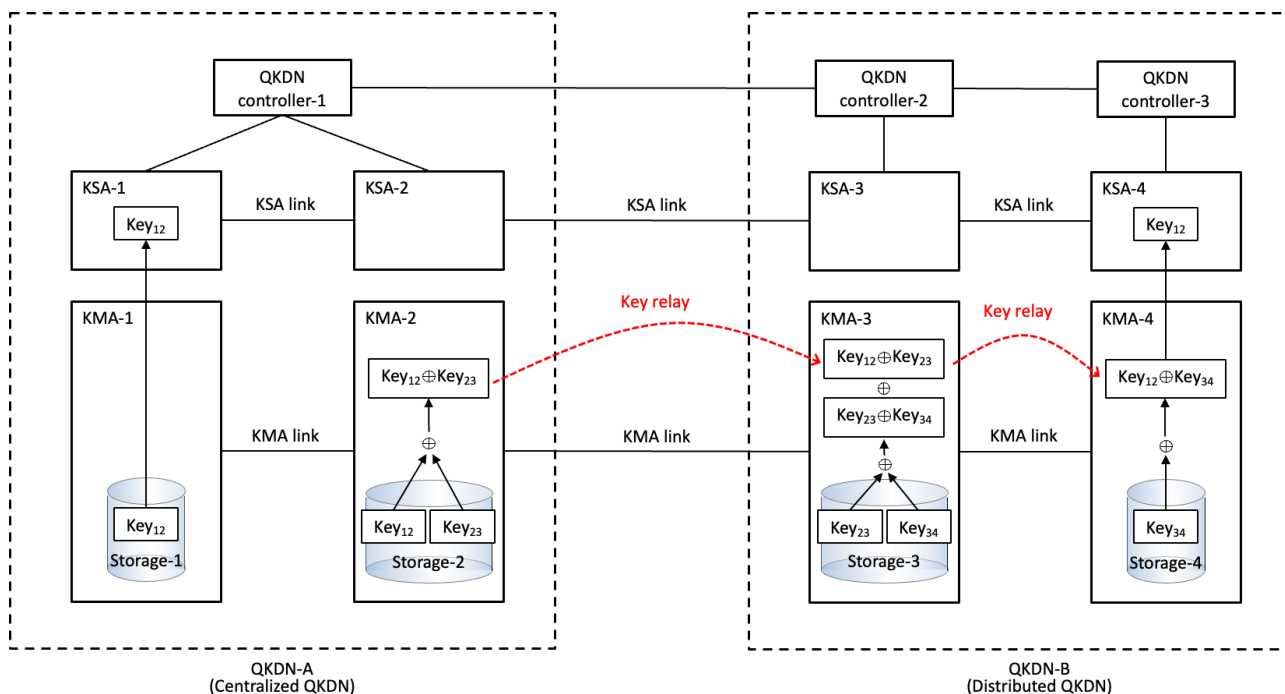 QKDN
controller-1
QKDN
controller-2
QKDN
controller-3
KSA-1
KSA-2
KSA-3
KSA-4
KSA link
KSA link
KSA link
Key₁₂
Key₁₂
KMA-1
KMA-2
KMA-3
KMA-4
Key relay
Key relay
Key₁₂⊕Key₂₃
Key₁₂⊕Key₂₃
⊕
Key₂₃⊕Key₃₄
Key₁₂⊕Key₃₄
KMA link
KMA link
KMA link
⊕
⊕
⊕
Key₁₂
Key₁₂
Key₂₃
Key₂₃
Key₃₄
Key₃₄
Storage-1
Storage-2
Storage-3
Storage-4
QKDN-A
(Centralized QKDN)
QKDN-B
(Distributed QKDN)